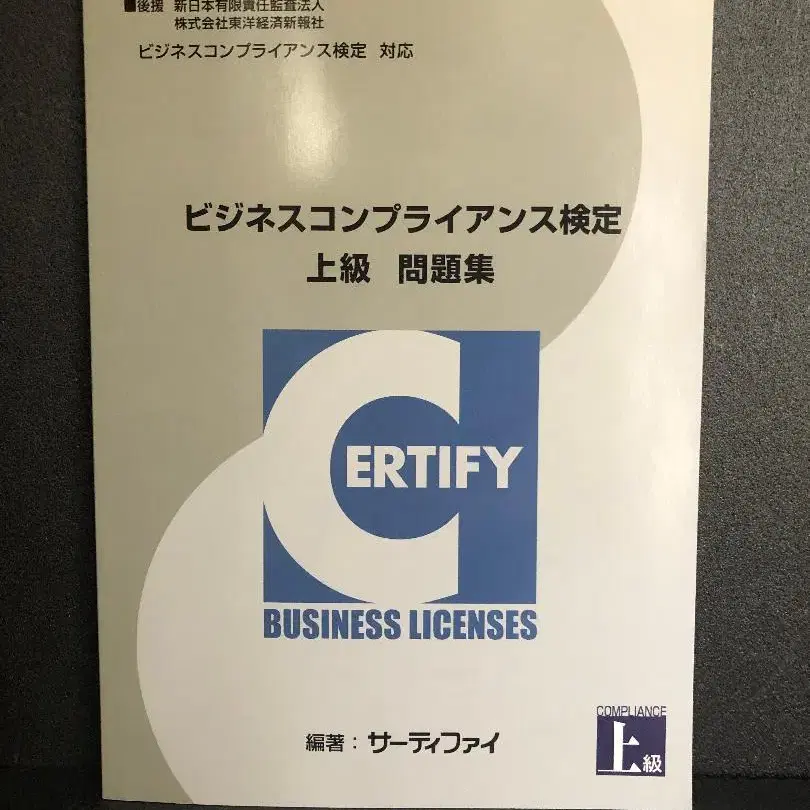 ■後援 新日本有限責任監査法人
株式会社東洋経済新報社
ビジネスコンプライアンス検定 対応
ビジネスコンプライアンス検定
上級 問題集
CERTIFY
BUSINESS LICENSES
編著：サーティファイ
COMPLIANCE
上級